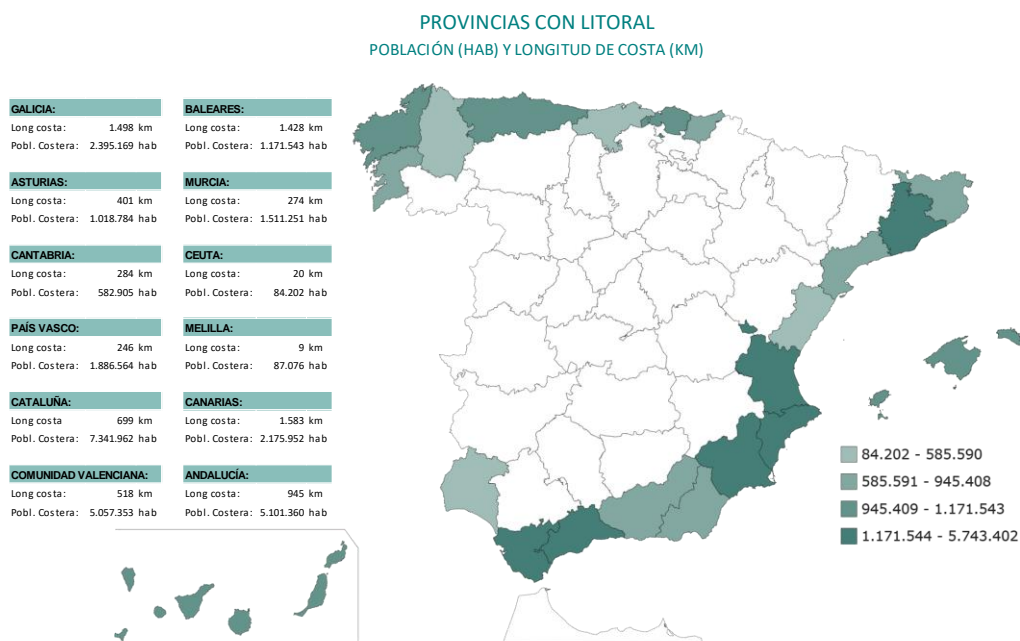 PROVINCIAS CON LITORAL
POBLACIÓN (HAB) Y LONGITUD DE COSTA (KM)
GALICIA:
Long costa: 1.498 km
Pobl. Costera: 2.395.169 hab
ASTURIAS:
Long costa: 401 km
Pobl. Costera: 1.018.784 hab
CANTABRIA:
Long costa: 284 km
Pobl. Costera: 582.905 hab
PAÍS VASCO:
Long costa: 246 km
Pobl. Costera: 1.886.564 hab
CATALUÑA:
Long costa 699 km
Pobl. Costera: 7.341.962 hab
COMUNIDAD VALENCIANA:
Long costa: 518 km
Pobl. Costera: 5.057.353 hab
BALEARES:
Long costa: 1.428 km
Pobl. Costera: 1.171.543 hab
MURCIA:
Long costa: 274 km
Pobl. Costera: 1.511.251 hab
CEUTA:
Long costa: 20 km
Pobl. Costera: 84.202 hab
MELILLA:
Long costa: 9 km
Pobl. Costera: 87.076 hab
CANARIAS:
Long costa: 1.583 km
Pobl. Costera: 2.175.952 hab
ANDALUCÍA:
Long costa: 945 km
Pobl. Costera: 5.101.360 hab
84.202 - 585.590
585.591 - 945.408
945.409 - 1.171.543
1.171.544 - 5.743.402